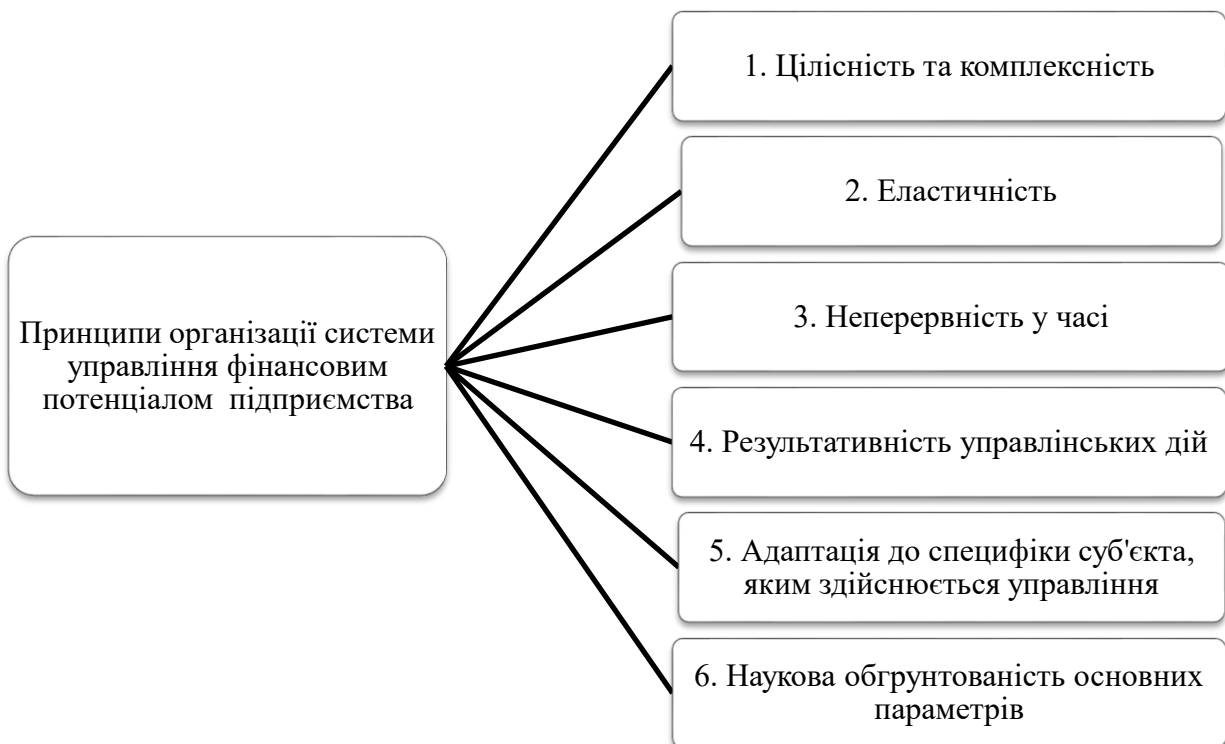 Принципи організації системи
управління фінансовим
потенціалом підприємства
1. Цілісність та комплексність
2. Еластичність
3. Неперервність у часі
4. Результативність управлінських дій
5. Адаптація до специфіки суб'єкта,
яким здійснюється управління
6. Наукова обгрунтованість основних
параметрів